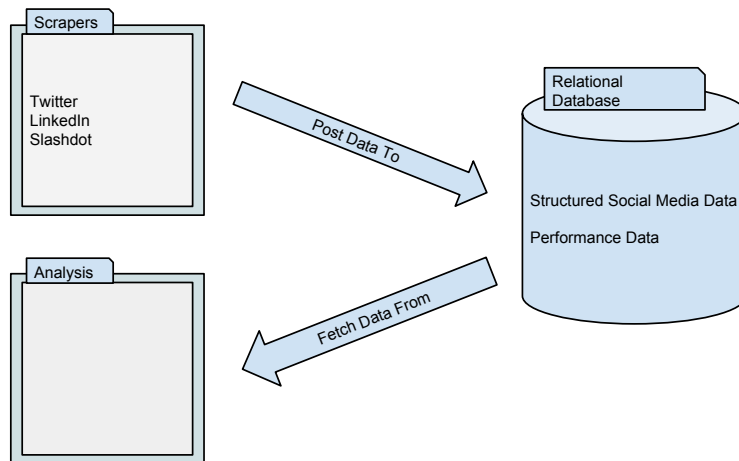 Scrapers
Twitter
LinkedIn
Slashdot
Post Data To
Relational
Database
Structured Social Media Data
Performance Data
Analysis
Fetch Data From